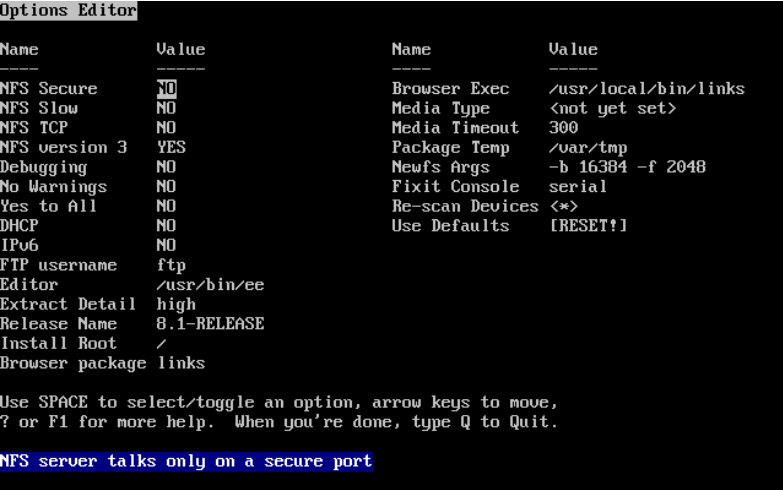 Options Editor
Name Value Name Value
---- ----- ---- -----
NFS Secure NO Browser Exec /usr/local/bin/links
NFS Slow NO Media Type <not yet set>
NFS TCP NO Media Timeout 300
NFS version 3 YES Package Temp /var/tmp
Debugging NO Newfs Args -b 16384 -f 2048
No Warnings NO Fixit Console serial
Yes to All NO Re-scan Devices <*>
DHCP NO Use Defaults [RESET!]
IPv6 NO
FTP username ftp
Editor /usr/bin/ee
Extract Detail high
Release Name 8.1-RELEASE
Install Root /
Browser package links
Use SPACE to select/toggle an option, arrow keys to move,
? or F1 for more help. When you're done, type Q to Quit.
NFS server talks only on a secure port